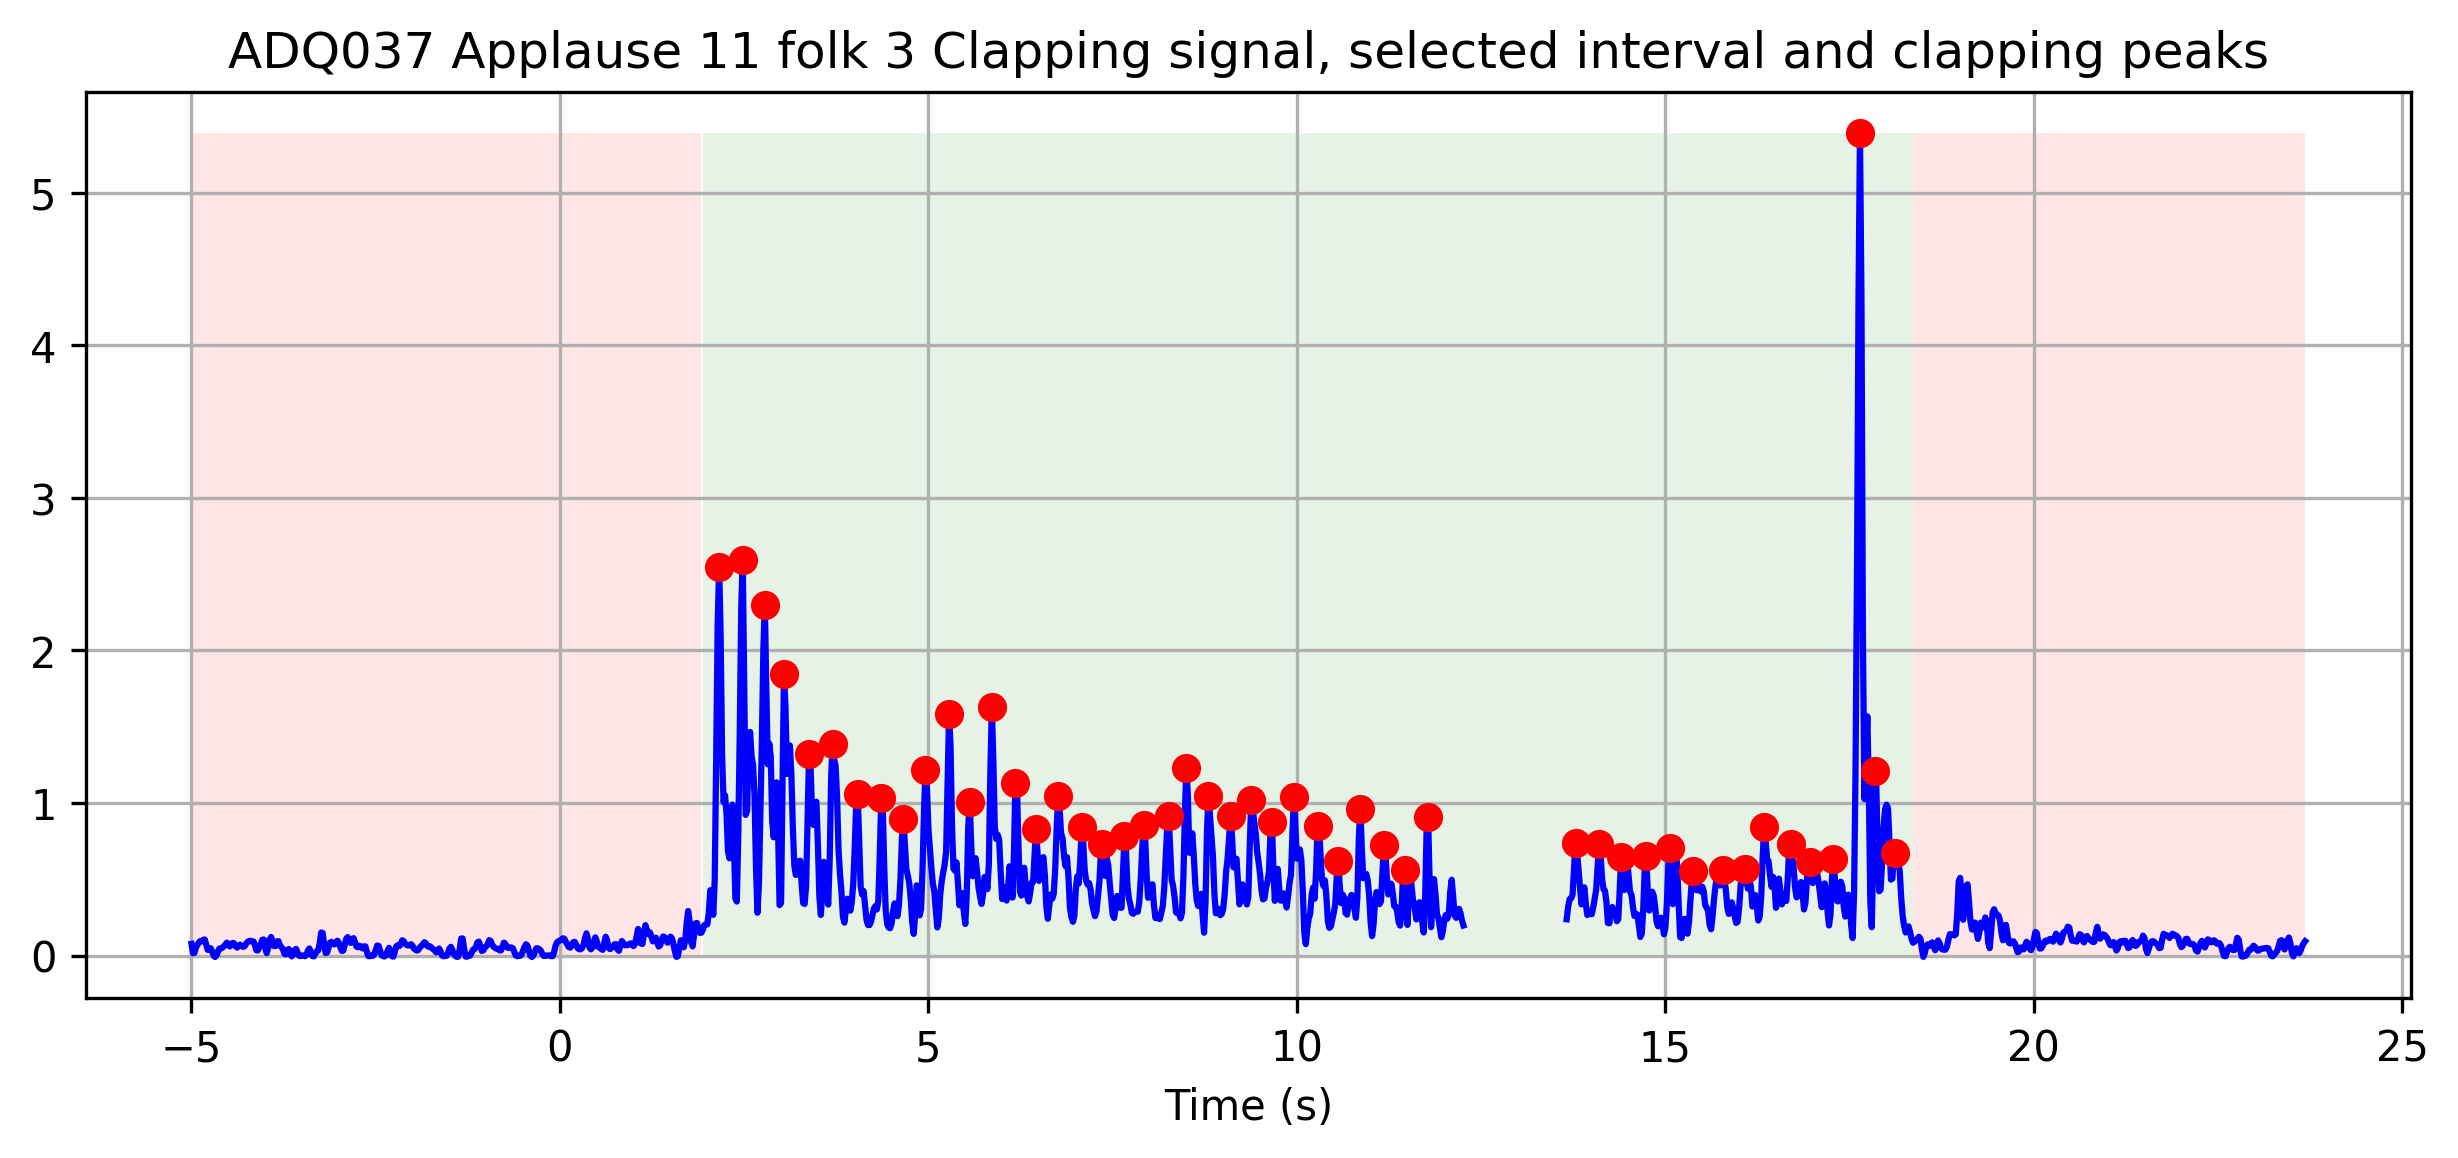 ADQ037 Applause 11 folk 3 Clapping signal, selected interval and clapping peaks
5
4
3
2
1
0
−5 0 5 10 15 20 25
Time (s)